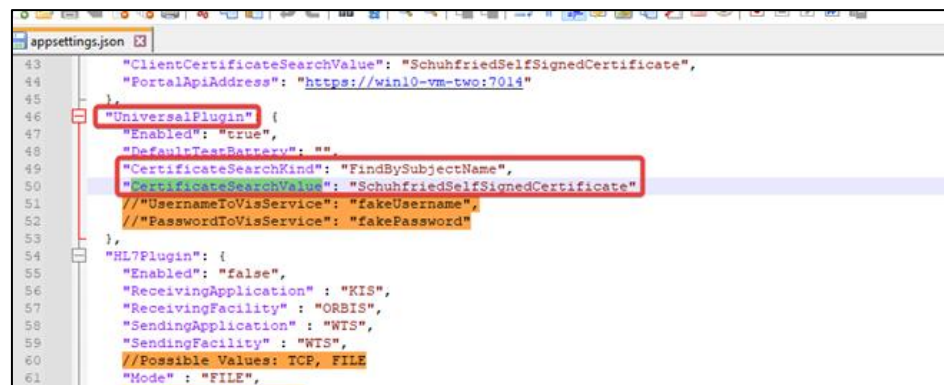 appsettings.json
43 "ClientCertificateSearchValue": "SchuhfriedSelfSignedCertificate",
44 "PortalApiAddress": "https://win10-vm-two:7014"
45 },
46 "UniversalPlugin": {
47 "Enabled": "true",
48 "DefaultTestBattery": "",
49 "CertificateSearchKind": "FindBySubjectName",
50 "CertificateSearchValue": "SchuhfriedSelfSignedCertificate"
51 //"UsernameToVisService": "fakeUsername",
52 //"PasswordToVisService": "fakePassword"
53 },
54 "HL7Plugin": {
55 "Enabled": "false",
56 "ReceivingApplication" : "KIS",
57 "ReceivingFacility" : "ORBIS",
58 "SendingApplication" : "WTS",
59 "SendingFacility" : "WTS",
60 //Possible Values: TCP, FILE
61 "Mode" : "FILE",